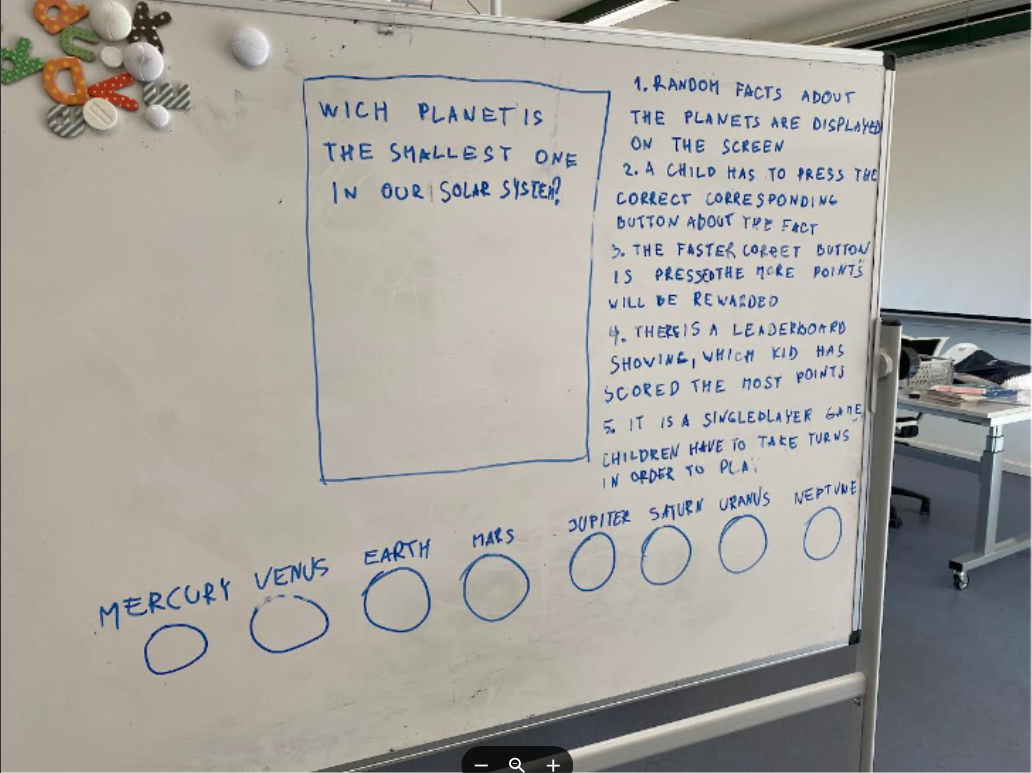 WICH PLANET IS
THE SMALLEST ONE
IN OUR SOLAR SYSTEM?
1. RANDOM FACTS ABOUT
THE PLANETS ARE DISPLAYED
ON THE SCREEN
2. A CHILD HAS TO PRESS THE
CORRECT CORRESPONDING
BUTTON ABOUT THE FACT
3. THE FASTER CORRET BUTTON
IS PRESSED THE MORE POINTS
WILL BE REWARDED
4. THERE IS A LEADERBOARD
SHOWING, WHICH KID HAS
SCORED THE MOST POINTS
5. IT IS A SINGLEPLAYER GAME,
CHILDREN HAVE TO TAKE TURNS
IN ORDER TO PLAY
MERCURY VENUS EARTH MARS JUPITER SATURN URANUS NEPTUNE